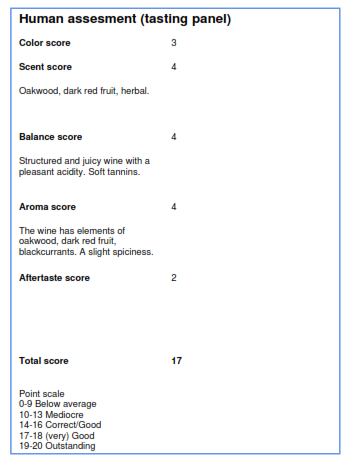 Human assesment (tasting panel)
Color score 3
Scent score 4
Oakwood, dark red fruit, herbal.
Balance score 4
Structured and juicy wine with a
pleasant acidity. Soft tannins.
Aroma score 4
The wine has elements of
oakwood, dark red fruit,
blackcurrants. A slight spiciness.
Aftertaste score 2
Total score 17
Point scale
0-9 Below average
10-13 Mediocre
14-16 Correct/Good
17-18 (very) Good
19-20 Outstanding